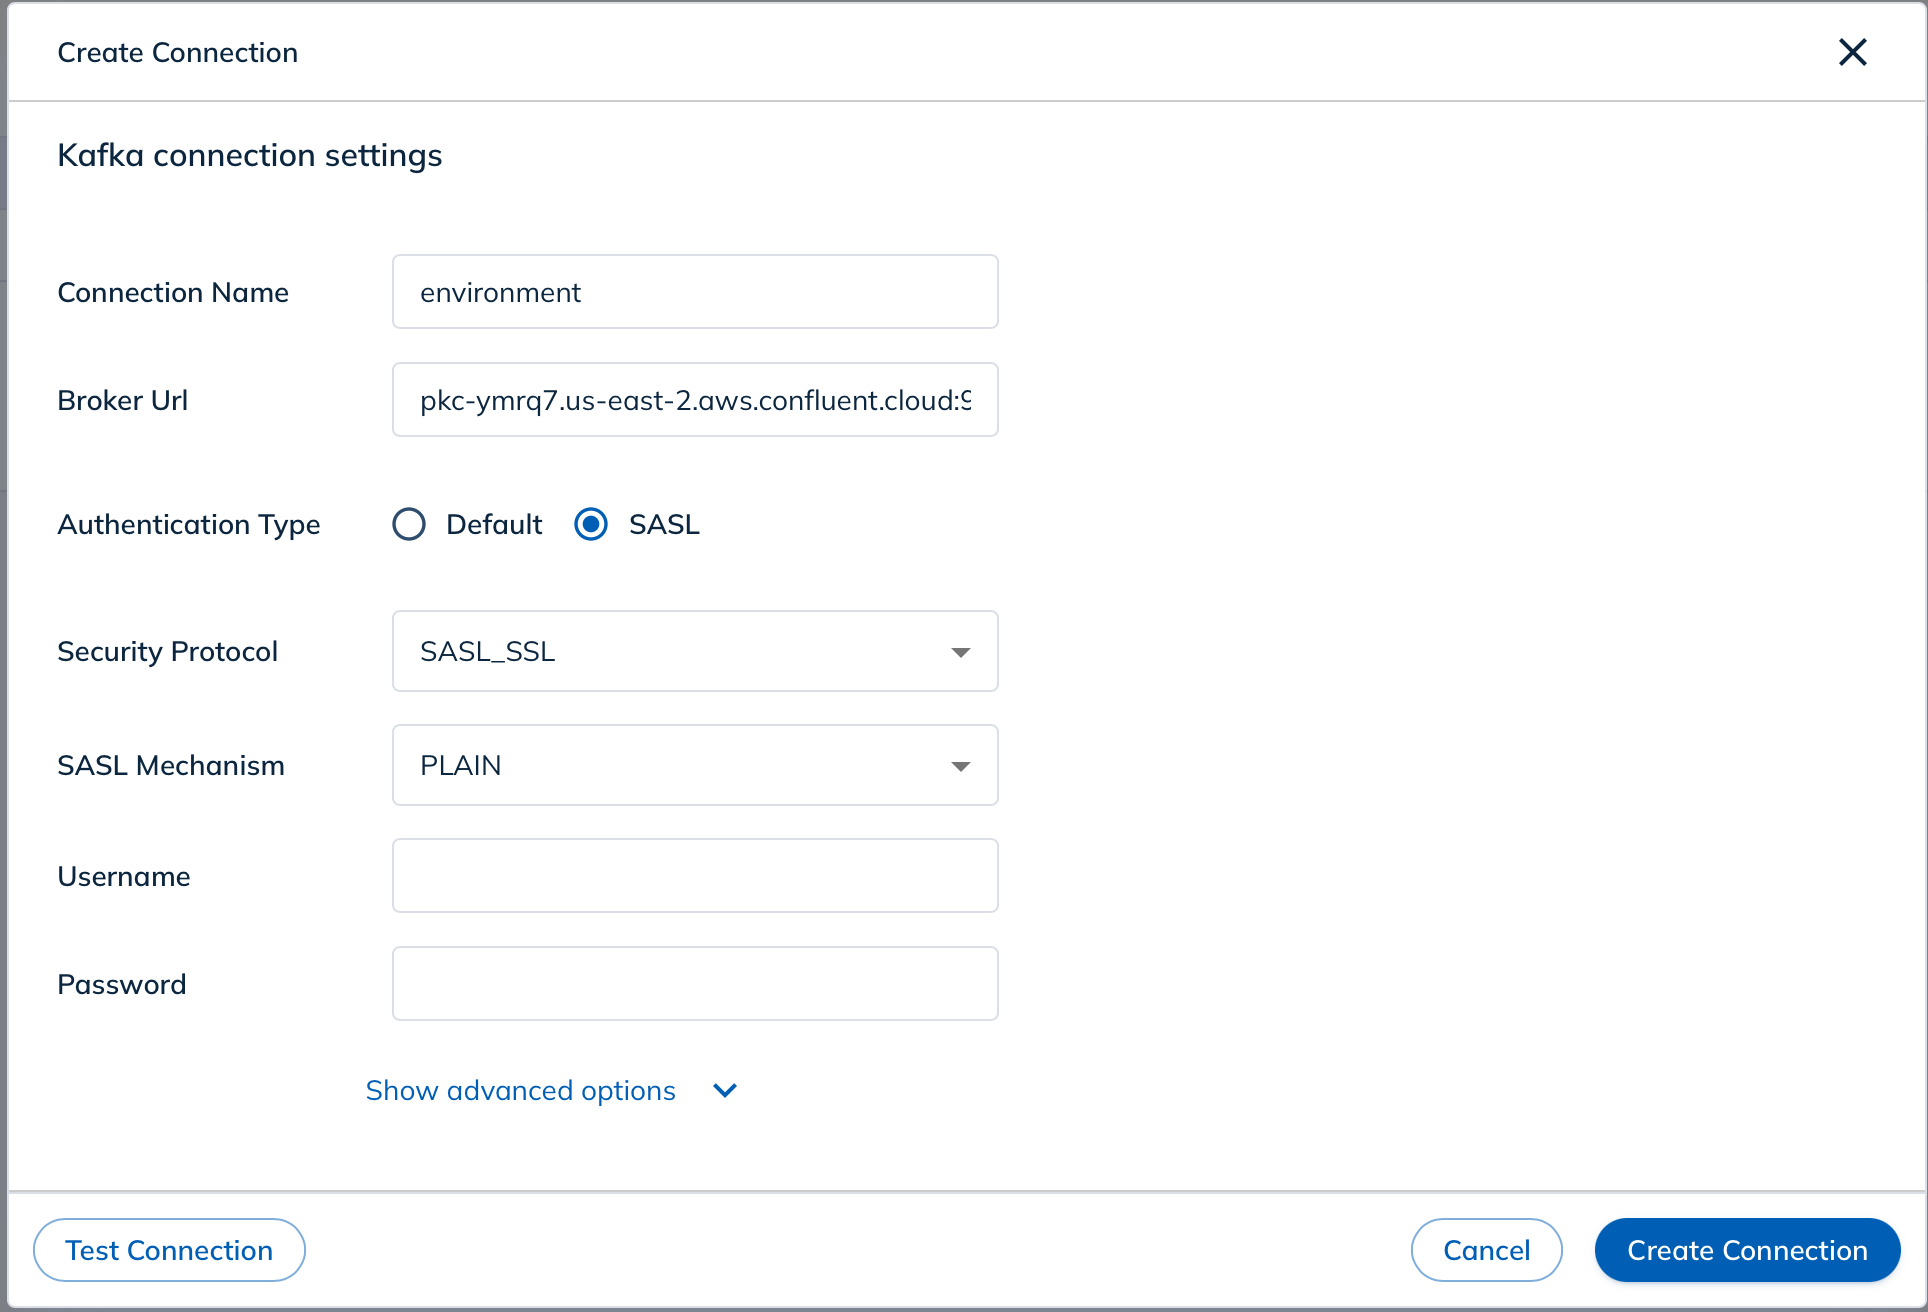 Create Connection
Kafka connection settings
Connection Name environment
Broker Url pkc-ymrq7.us-east-2.aws.confluent.cloud:9
Authentication Type Default SASL
Security Protocol SASL_SSL
SASL Mechanism PLAIN
Username
Password
Show advanced options
Test Connection Cancel Create Connection